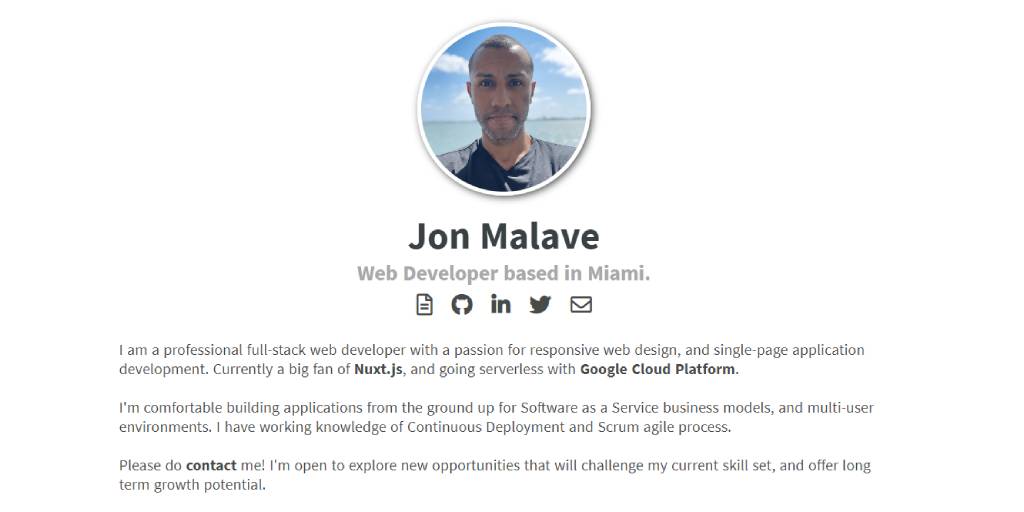 Jon Malave
Web Developer based in Miami.
I am a professional full-stack web developer with a passion for responsive web design, and single-page application
development. Currently a big fan of Nuxt.js, and going serverless with Google Cloud Platform.
I'm comfortable building applications from the ground up for Software as a Service business models, and multi-user
environments. I have working knowledge of Continuous Deployment and Scrum agile process.
Please do contact me! I'm open to explore new opportunities that will challenge my current skill set, and offer long
term growth potential.